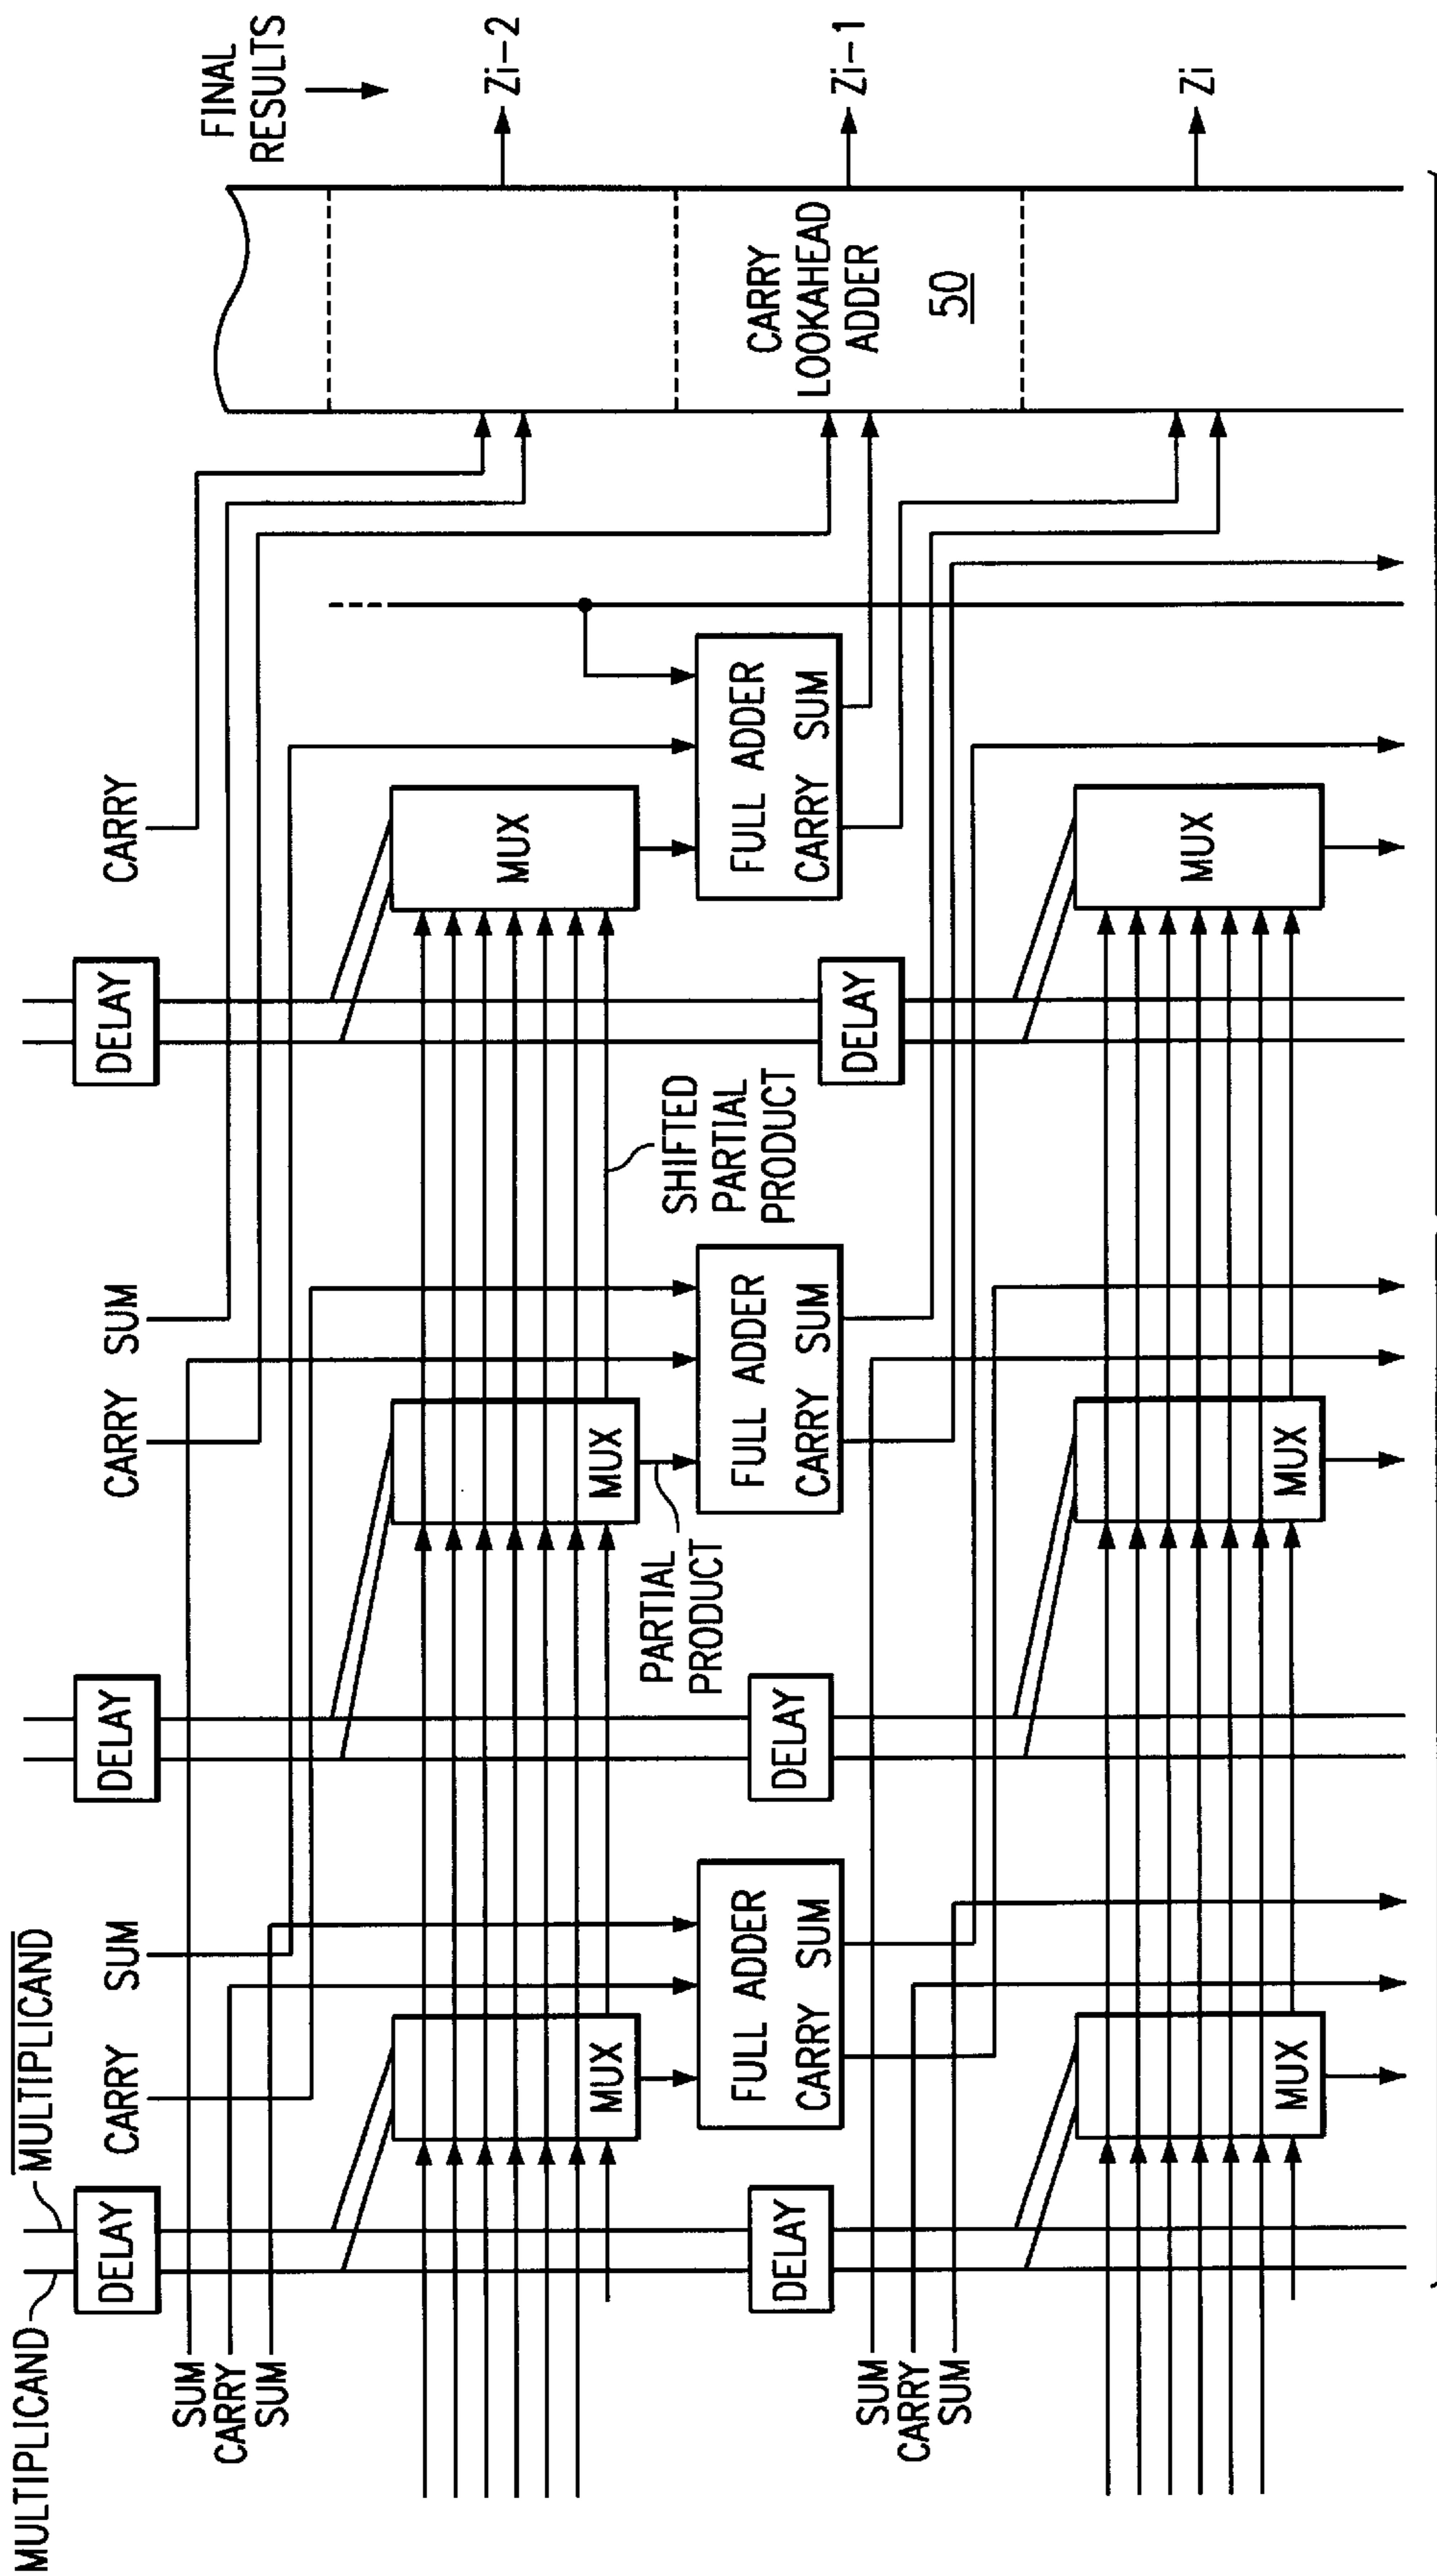 MULTIPLICAND
MULTIPLICAND
DELAY
CARRY SUM
DELAY
CARRY SUM
DELAY
CARRY
FINAL
RESULTS
SUM
CARRY
SUM
MUX
MUX
MUX
Zi-2
PARTIAL
PRODUCT
SHIFTED
PARTIAL
PRODUCT
FULL ADDER
CARRY SUM
FULL ADDER
CARRY SUM
FULL ADDER
CARRY SUM
CARRY
LOOKAHEAD
ADDER
50
Zi-1
DELAY
DELAY
DELAY
SUM
CARRY
SUM
MUX
MUX
MUX
Zi